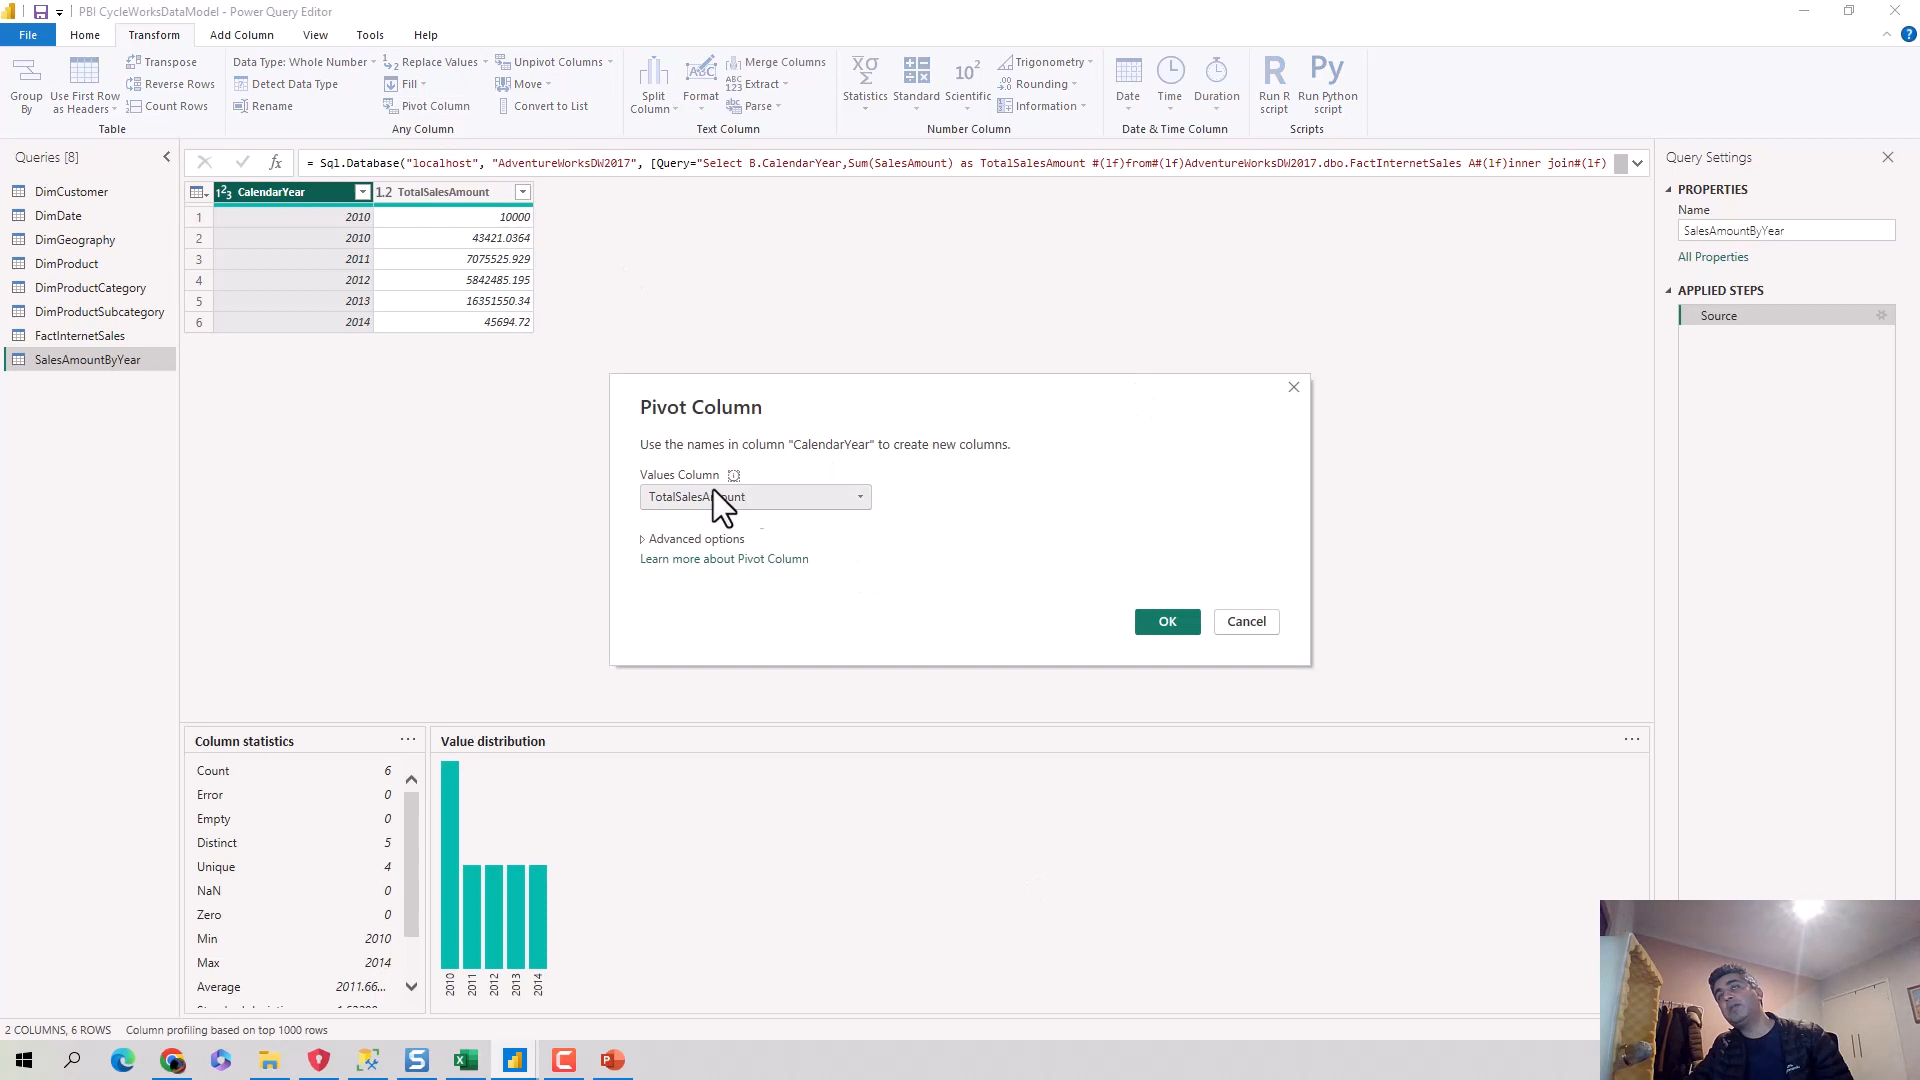 PBI CycleWorksDataModel - Power Query Editor
File Home Transform Add Column View Tools Help
Group By
Use First Row as Headers
Transpose
Reverse Rows
Count Rows
Table
Data Type: Whole Number
Detect Data Type
Rename
Replace Values
Fill
Pivot Column
Unpivot Columns
Move
Convert to List
Any Column
Split Column
Format
Merge Columns
Extract
Parse
Text Column
Statistics
Standard
Scientific
Trigonometry
Rounding
Information
Number Column
Date
Time
Duration
Date & Time Column
Run R script
Run Python script
Scripts
Queries [8]
DimCustomer
DimDate
DimGeography
DimProduct
DimProductCategory
DimProductSubcategory
FactInternetSales
SalesAmountByYear
= Sql.Database("localhost", "AdventureWorksDW2017", [Query="Select B.CalendarYear,Sum(SalesAmount) as TotalSalesAmount #(lf)from#(lf)AdventureWorksDW2017.dbo.FactInternetSales A#(lf)inner join#(lf)
CalendarYear 1.2 TotalSalesAmount
1 2010 10000
2 2010 43421.0364
3 2011 7075525.929
4 2012 5842485.195
5 2013 16351550.34
6 2014 45694.72
Pivot Column
Use the names in column "CalendarYear" to create new columns.
Values Column
Advanced options
Learn more about Pivot Column
OK Cancel
Column statistics
Count 6
Error 0
Empty 0
Distinct 5
Unique 4
NaN 0
Zero 0
Min 2010
Max 2014
Average 2011.66...
Value distribution
2010 2011 2012 2013 2014
Query Settings
PROPERTIES
Name
SalesAmountByYear
All Properties
APPLIED STEPS
Source
2 COLUMNS, 6 ROWS Column profiling based on top 1000 rows